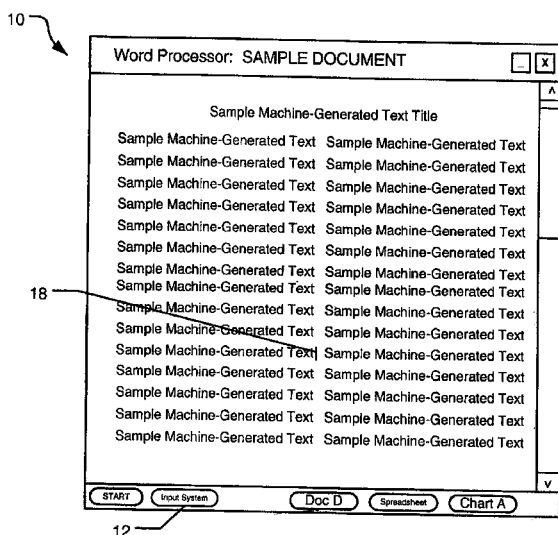 10
Word Processor: SAMPLE DOCUMENT _ X
Sample Machine-Generated Text Title
Sample Machine-Generated Text Sample Machine-Generated Text
Sample Machine-Generated Text Sample Machine-Generated Text
Sample Machine-Generated Text Sample Machine-Generated Text
Sample Machine-Generated Text Sample Machine-Generated Text
Sample Machine-Generated Text Sample Machine-Generated Text
Sample Machine-Generated Text Sample Machine-Generated Text
Sample Machine-Generated Text Sample Machine-Generated Text
Sample Machine-Generated Text Sample Machine-Generated Text
18
Sample Machine-Generated Text Sample Machine-Generated Text
Sample Machine-Generated Text Sample Machine-Generated Text
Sample Machine-Generated Text Sample Machine-Generated Text
Sample Machine-Generated Text Sample Machine-Generated Text
Sample Machine-Generated Text Sample Machine-Generated Text
Sample Machine-Generated Text Sample Machine-Generated Text
Sample Machine-Generated Text Sample Machine-Generated Text
START Input System Doc D Spreadsheet Chart A
12